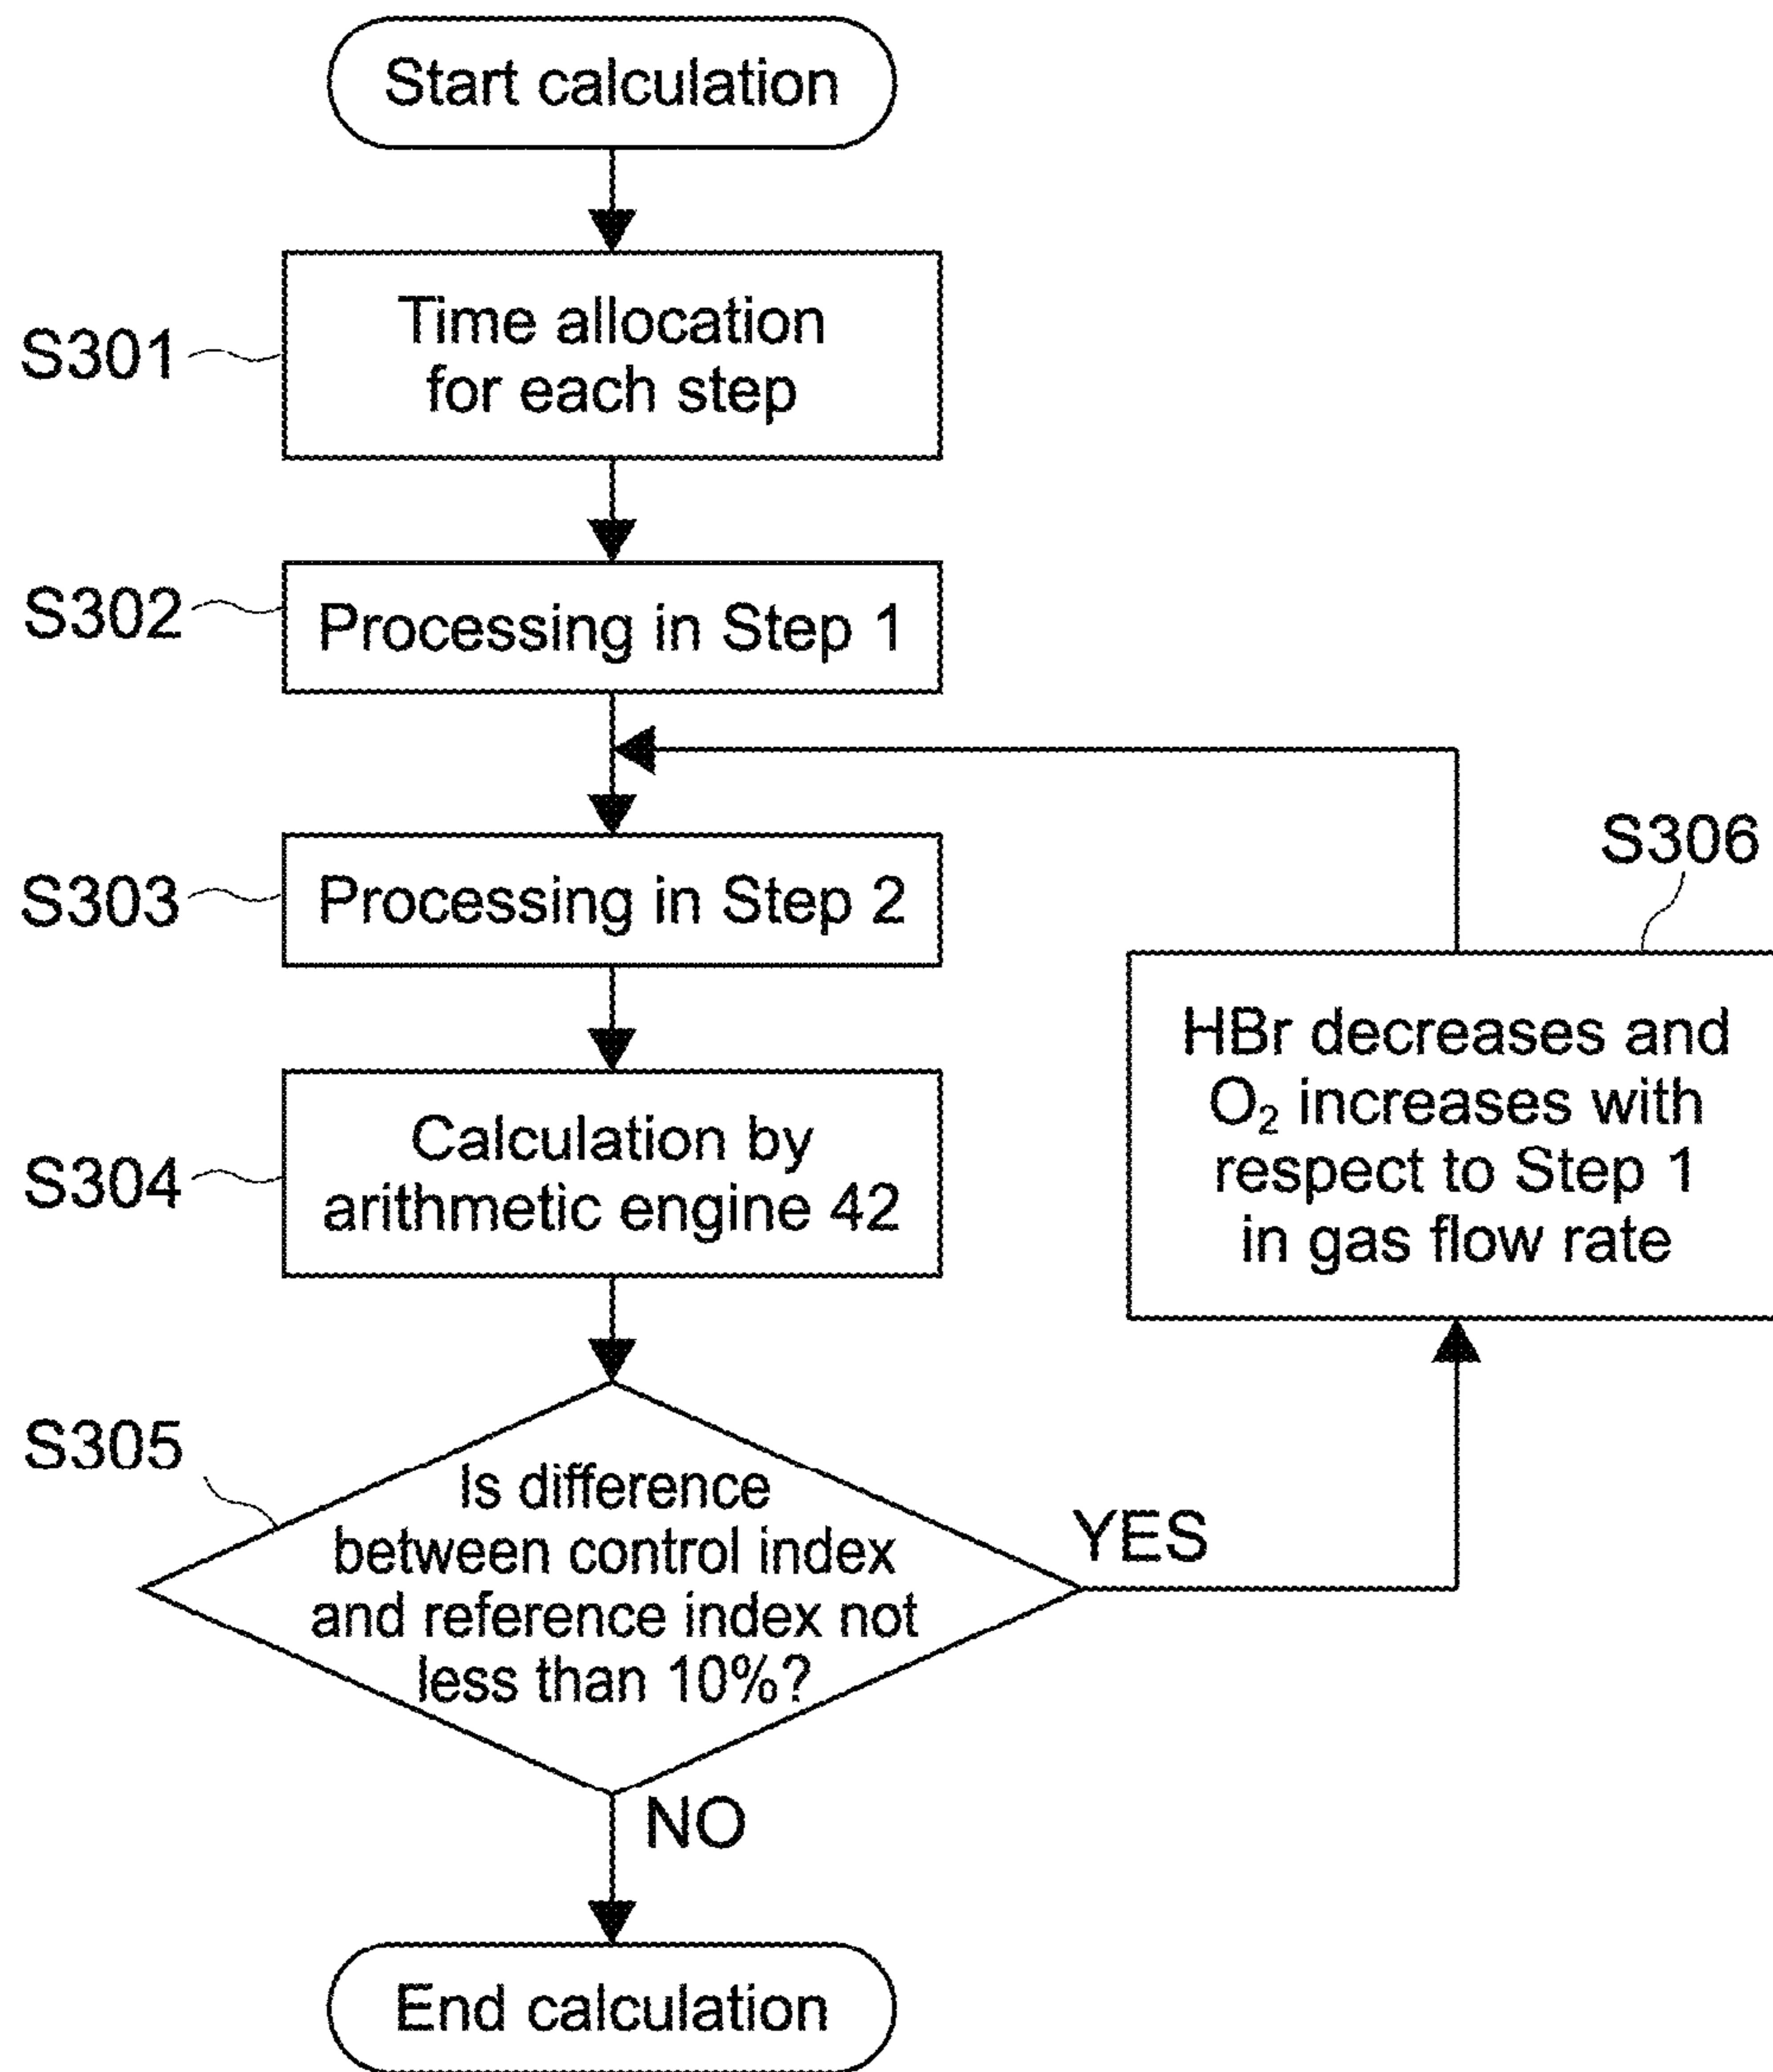 Start calculation
S301
Time allocation
for each step
S302
Processing in Step 1
S303
Processing in Step 2
S306
HBr decreases and
O₂ increases with
respect to Step 1
in gas flow rate
S304
Calculation by
arithmetic engine 42
S305
Is difference
between control index
and reference index not
less than 10%?
YES
NO
End calculation